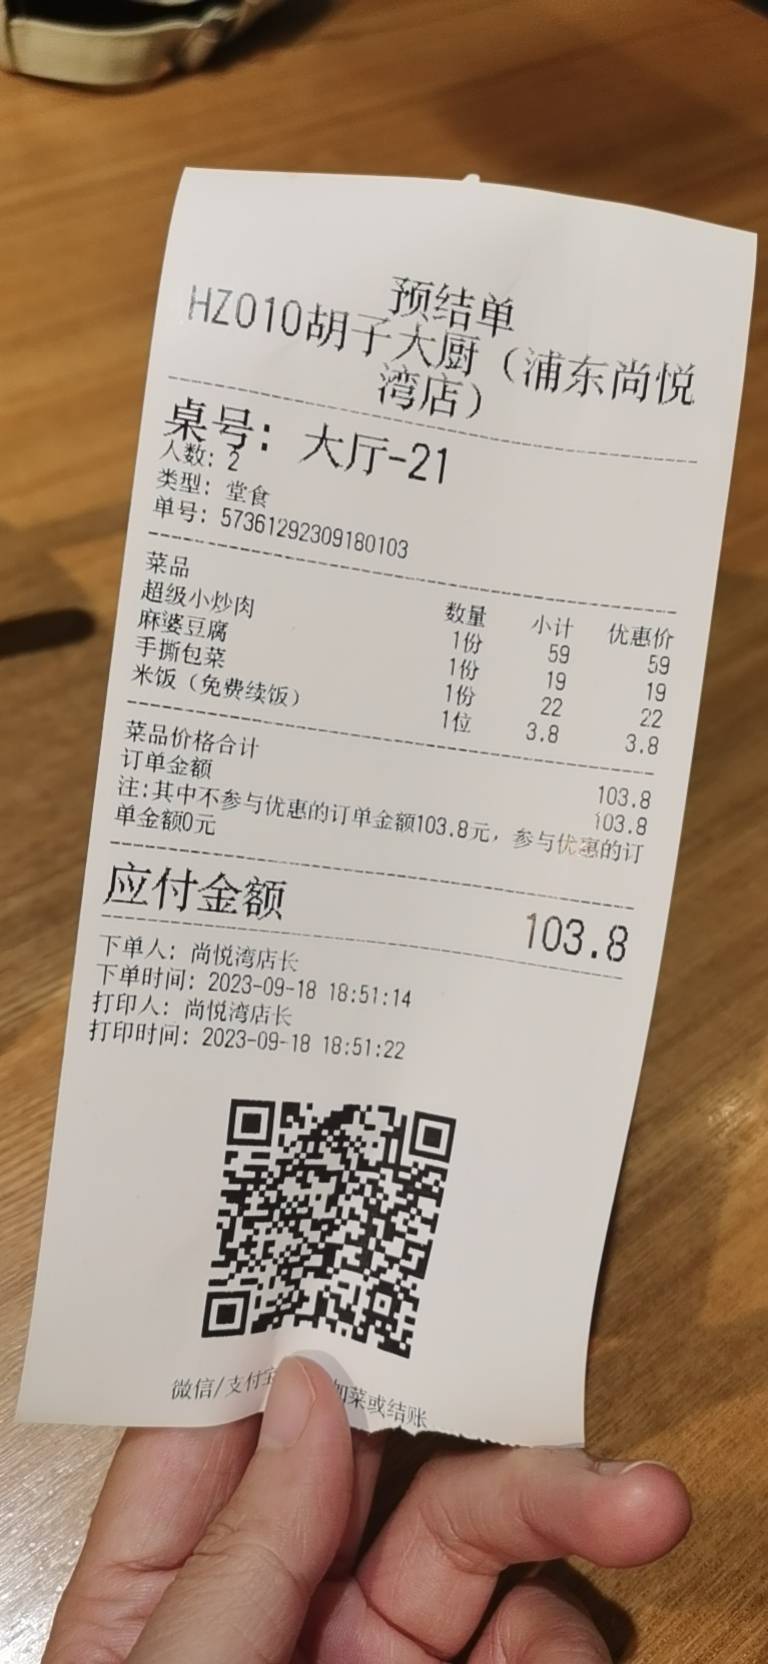 预结单
HZ010胡子大厨（浦东尚悦
湾店）
桌号：大厅-21
人数：2
类型：堂食
单号：57361292309180103
菜品 数量 小计 优惠价
超级小炒肉 1份 59 59
麻婆豆腐 1份 19 19
手撕包菜 1份 22 22
米饭（免费续饭） 1位 3.8 3.8
菜品价格合计 103.8
订单金额 103.8
注:其中不参与优惠的订单金额103.8元，参与优惠的订
单金额0元
应付金额 103.8
下单人：尚悦湾店长
下单时间：2023-09-18 18:51:14
打印人：尚悦湾店长
打印时间：2023-09-18 18:51:22
微信/支付宝 加菜或结账